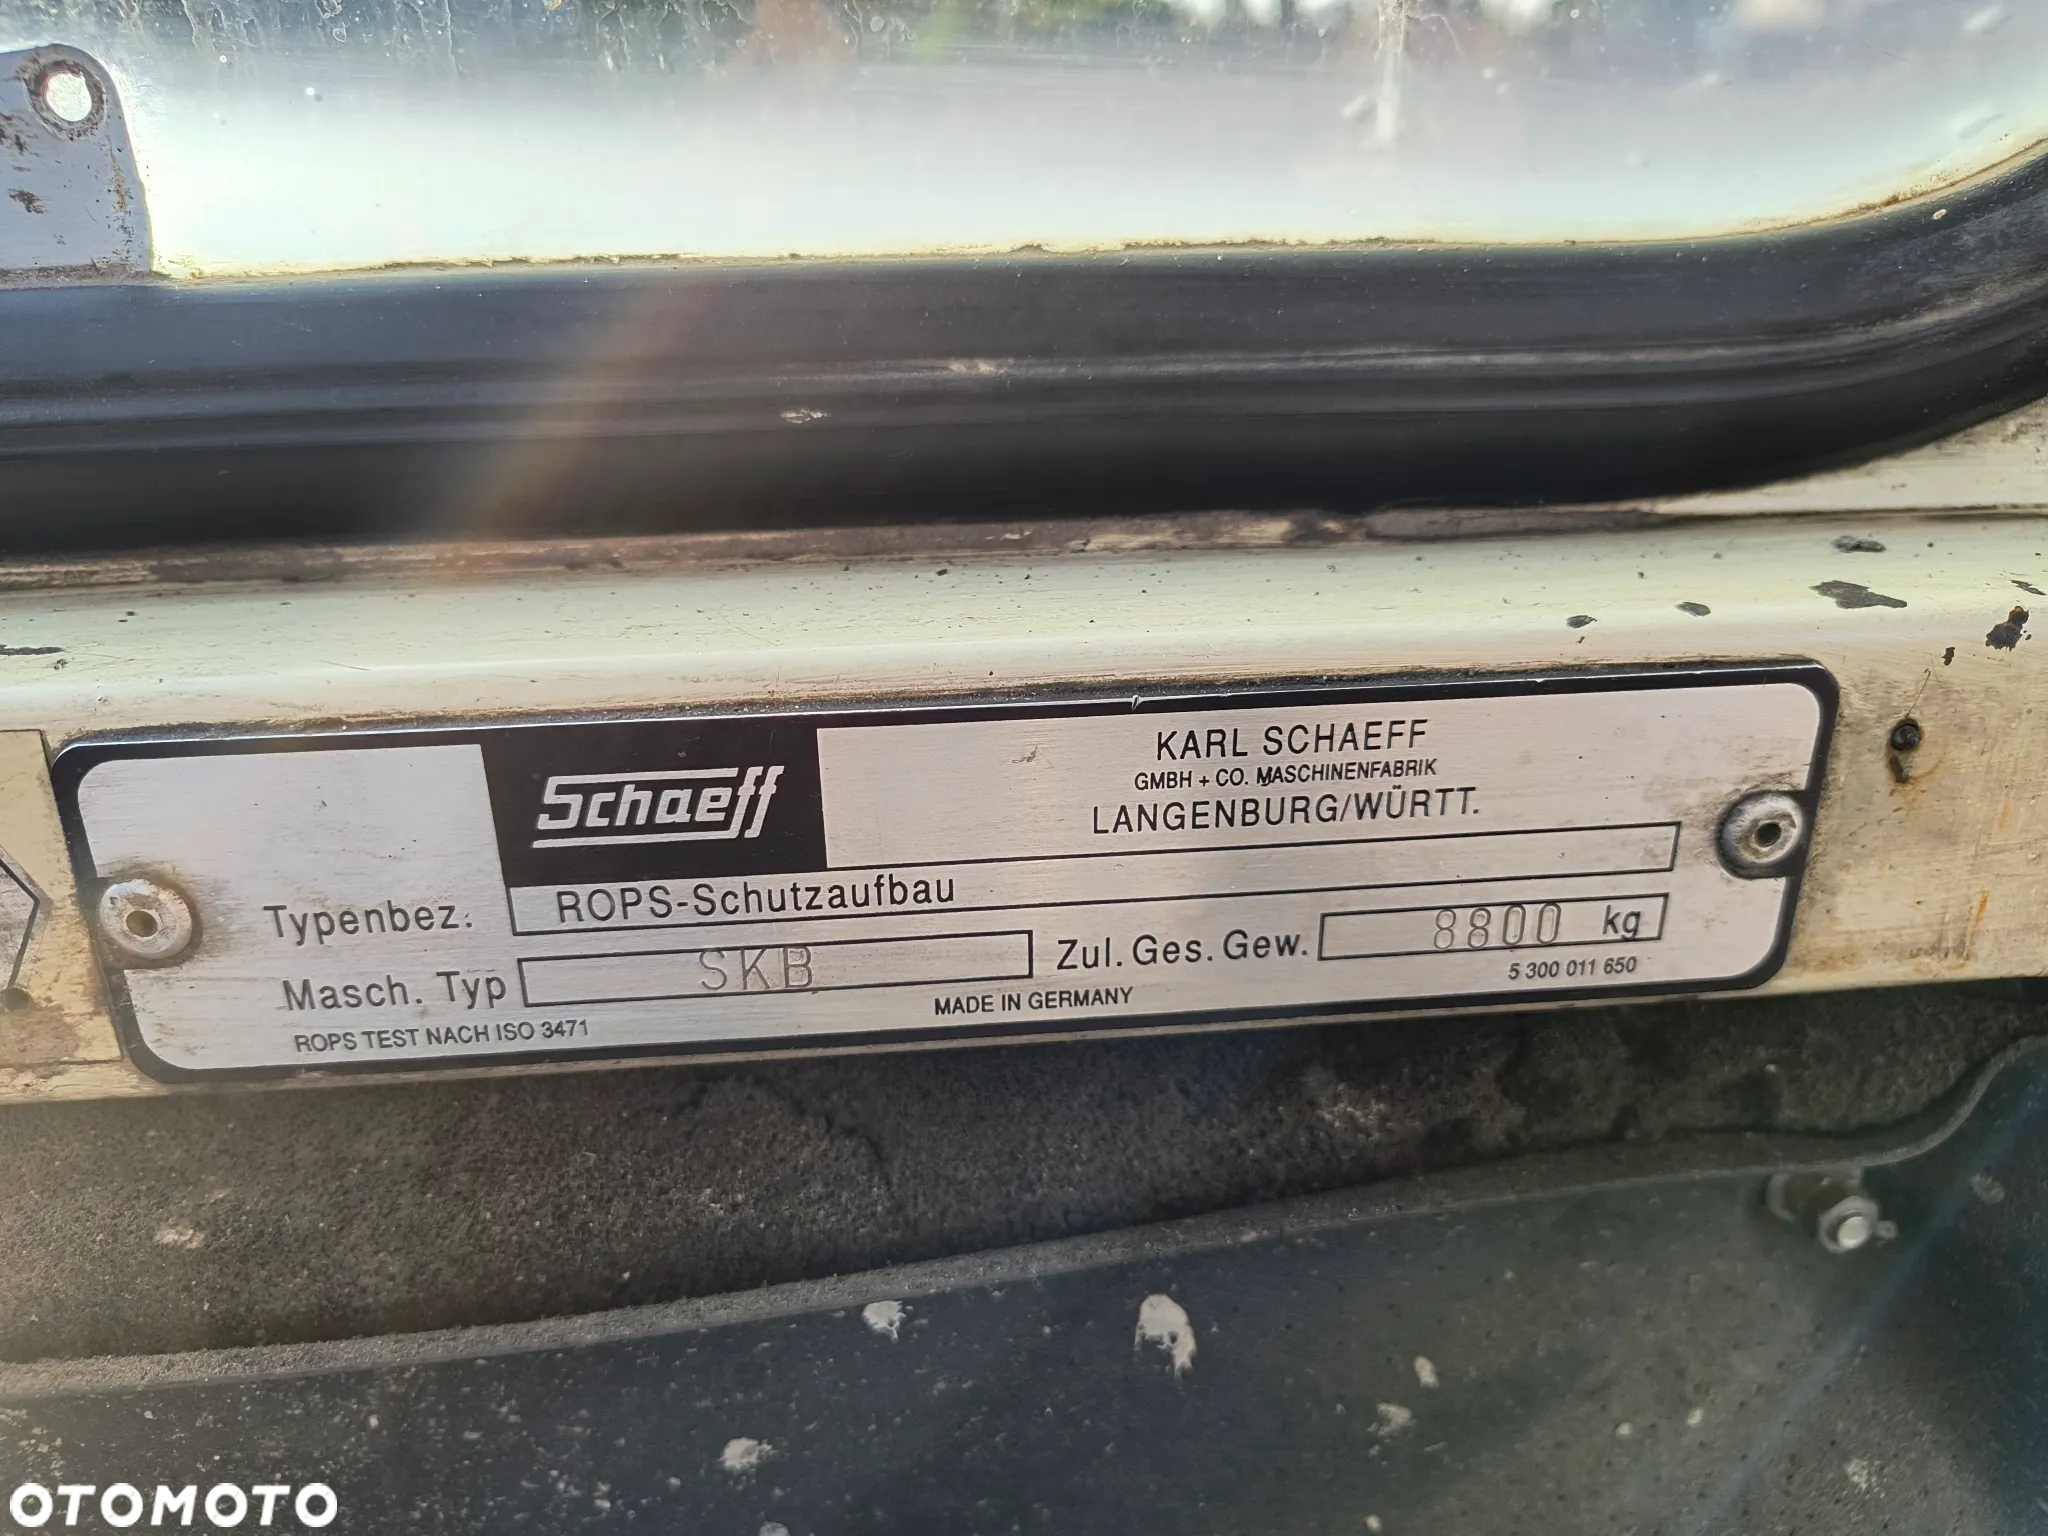 Schaeff
KARL SCHAEFF
GMBH + CO. MASCHINENFABRIK
LANGENBURG/WÜRTT.
Typenbez. ROPS-Schutzaufbau
Masch. Typ SKB Zul. Ges. Gew. 8800 kg
ROPS TEST NACH ISO 3471 MADE IN GERMANY 5 300 011 650
OTOMOTO